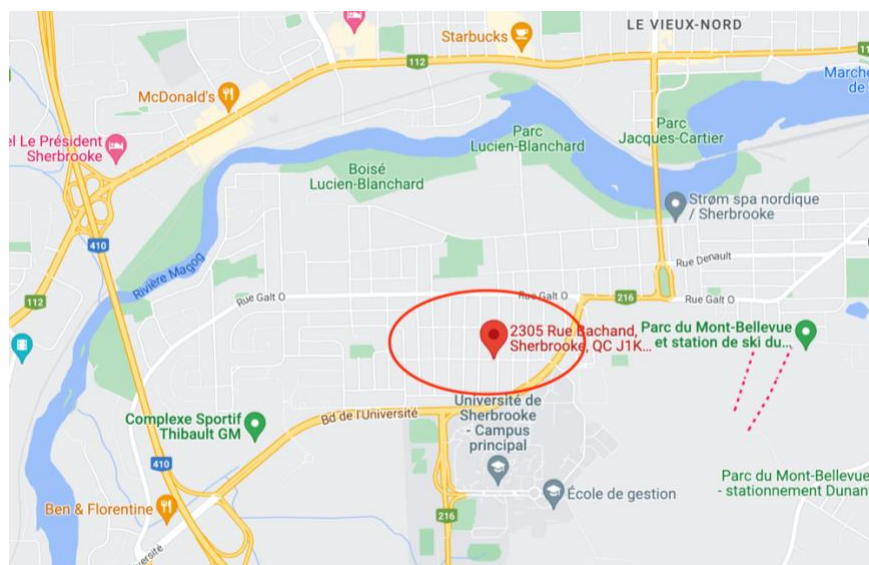 LE VIEUX-NORD
Starbucks
112
McDonald's
Marche
de
el Le Président
Sherbrooke
Parc
Lucien-Blanchard
Parc
Jacques-Cartier
Boisé
Lucien-Blanchard
Strøm spa nordique
/ Sherbrooke
410
Rivière Magog
Rue Denault
112
Rue Galt O
Rue Galt O
216
Rue Galt O
2305 Rue Bachand,
Sherbrooke, QC J1K...
Parc du Mont-Bellevue
et station de ski du...
Université de
Sherbrooke
- Campus
principal
Bd de l'Université
Complexe Sportif
Thibault GM
410
École de gestion
Parc du Mont-Bellevue
- stationnement Dunant
Ben & Florentine
216
ersité